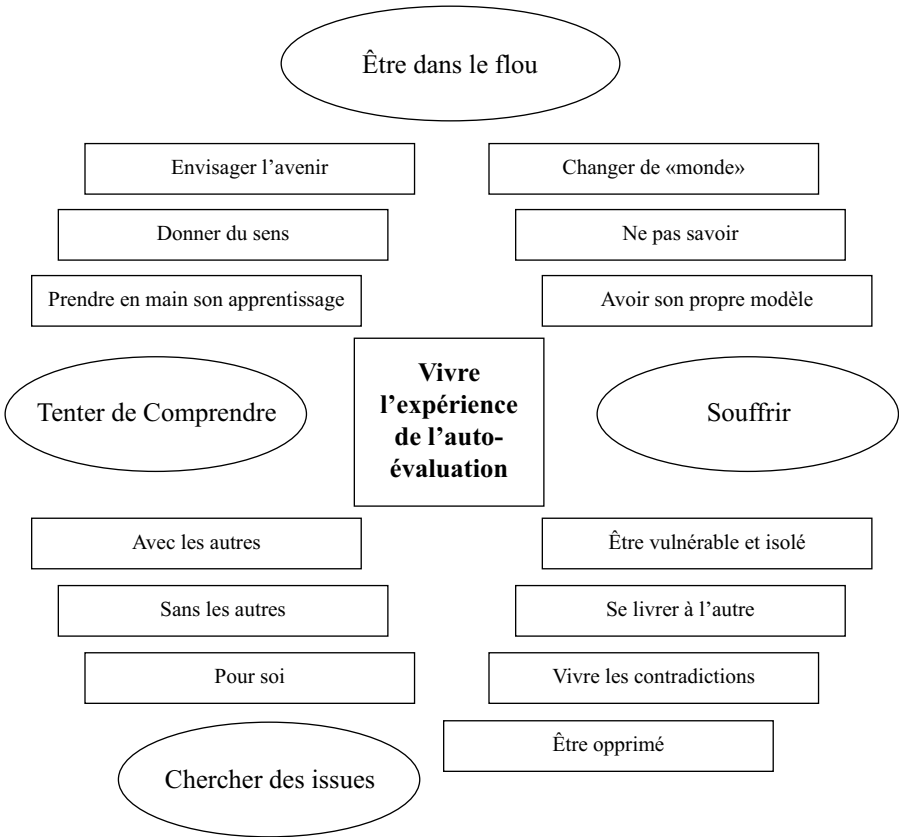 Être dans le flou
Envisager l’avenir
Changer de «monde»
Donner du sens
Ne pas savoir
Prendre en main son apprentissage
Avoir son propre modèle
Vivre
l’expérience
de l’auto-
évaluation
Tenter de Comprendre
Souffrir
Avec les autres
Être vulnérable et isolé
Sans les autres
Se livrer à l’autre
Pour soi
Vivre les contradictions
Être opprimé
Chercher des issues